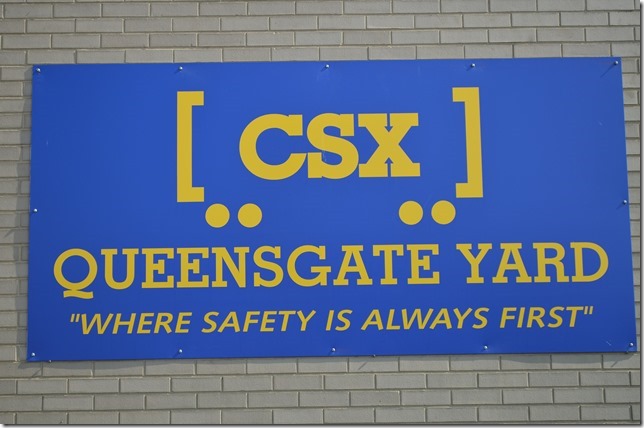 [CSX]
QUEENSGATE YARD
"WHERE SAFETY IS ALWAYS FIRST"